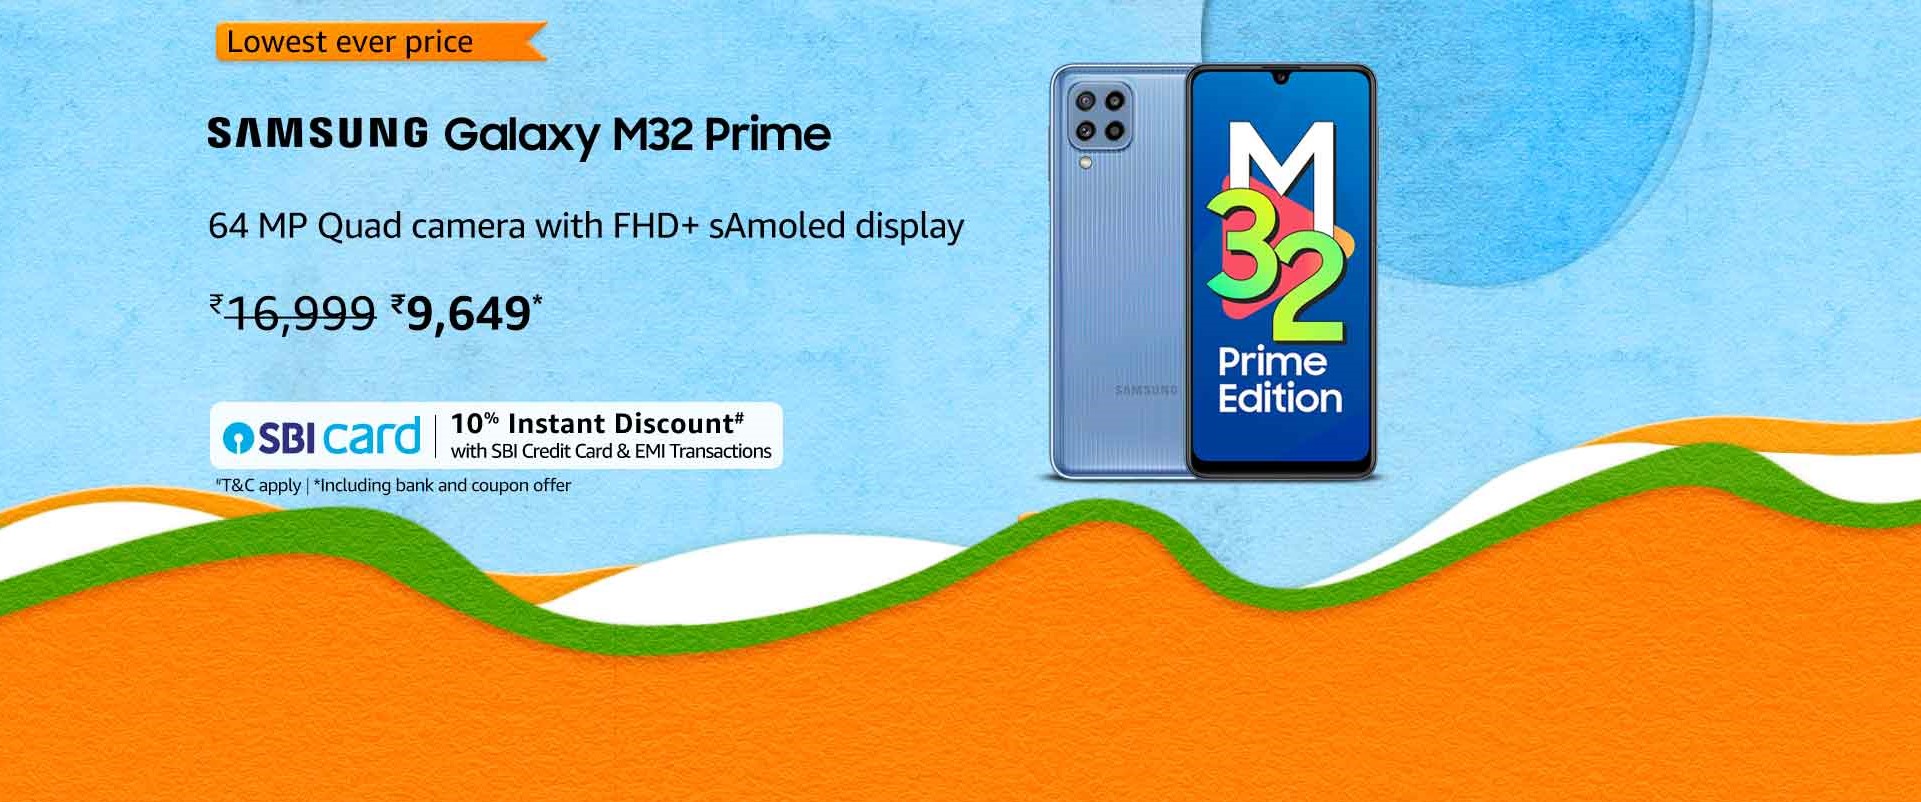 Lowest ever price
SAMSUNG Galaxy M32 Prime
64 MP Quad camera with FHD+ sAmoled display
₹16,999 ₹9,649*
SBI card
10% Instant Discount#
with SBI Credit Card & EMI Transactions
#T&C apply | *Including bank and coupon offer
SAMSUNG
M
32
Prime
Edition